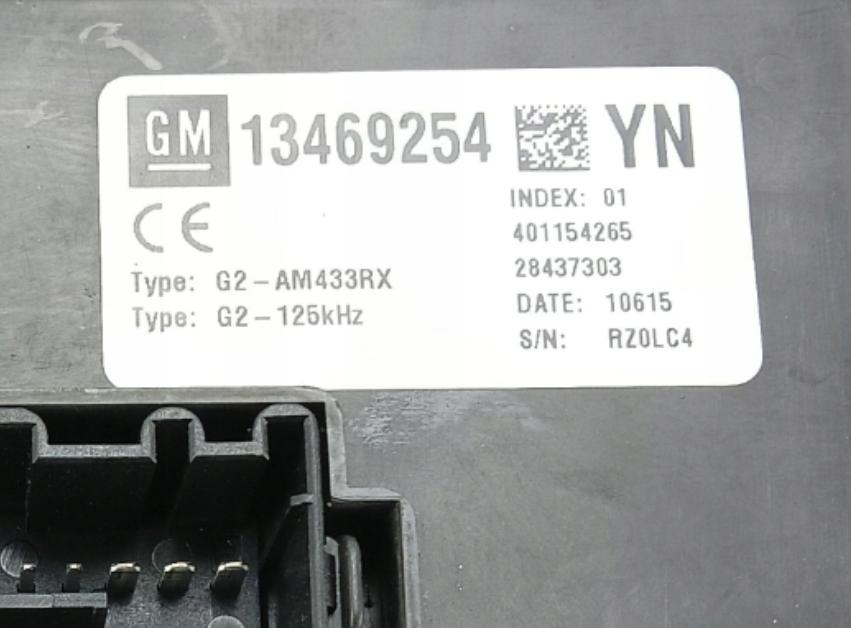 GM 13469254 YN
CE
Type: G2-AM433RX
Type: G2-125kHz
INDEX: 01
401154265
28437303
DATE: 10615
S/N: RZ0LC4